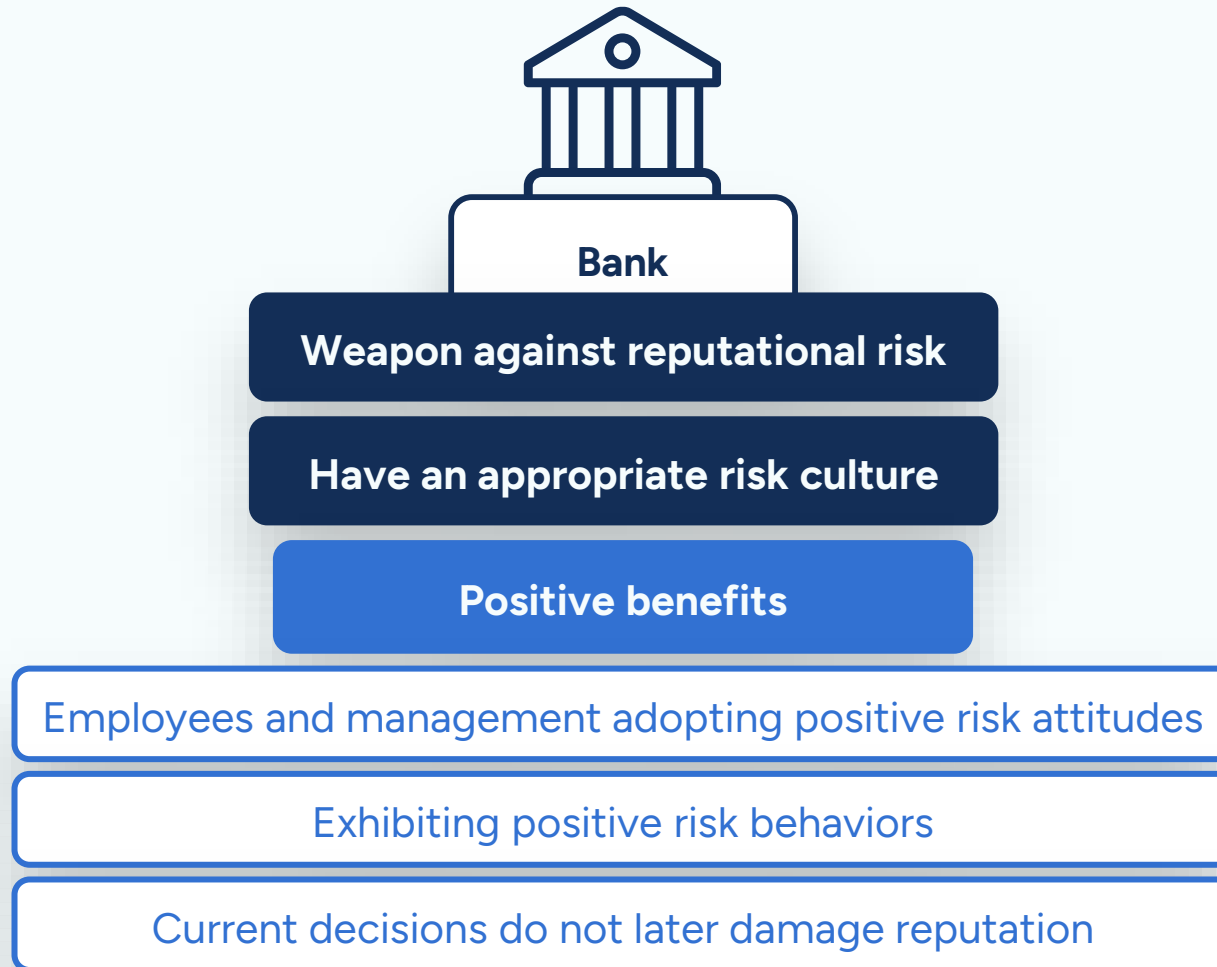 Bank
Weapon against reputational risk
Have an appropriate risk culture
Positive benefits
Employees and management adopting positive risk attitudes
Exhibiting positive risk behaviors
Current decisions do not later damage reputation